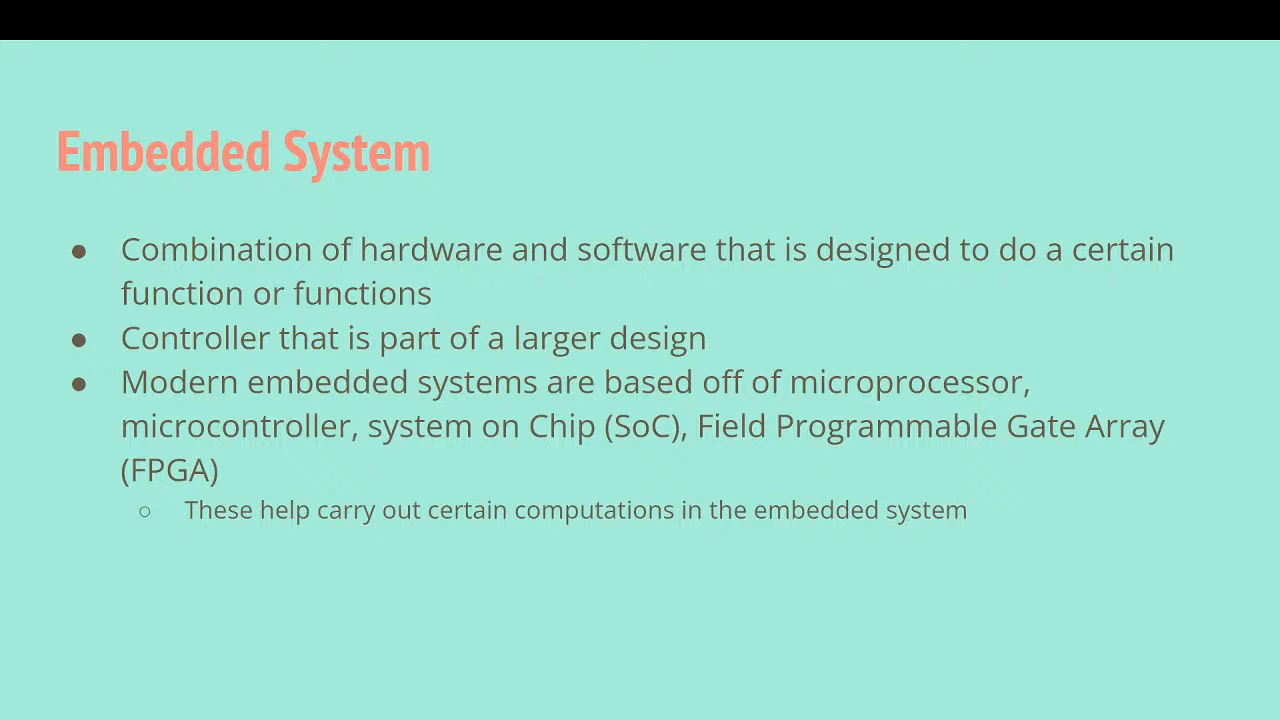 Embedded System
● Combination of hardware and software that is designed to do a certain
function or functions
● Controller that is part of a larger design
● Modern embedded systems are based off of microprocessor,
microcontroller, system on Chip (SoC), Field Programmable Gate Array
(FPGA)
○ These help carry out certain computations in the embedded system